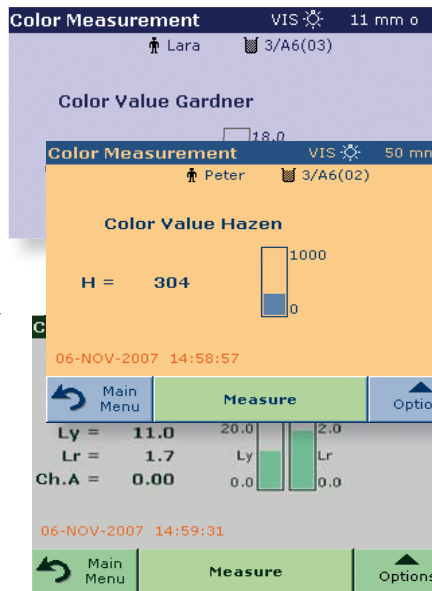 Color Measurement VIS 11 mm o
Lara 3/A6(03)
Color Value Gardner
18.0
Color Measurement VIS 50 mm
Peter 3/A6(02)
Color Value Hazen
1000
H = 304
0
06-NOV-2007 14:58:57
Main Menu Measure Optio
C
Ly = 11.0 20.0 2.0
Lr = 1.7 Ly Lr
Ch.A = 0.00 0.0 0.0
06-NOV-2007 14:59:31
Main Menu Measure Options